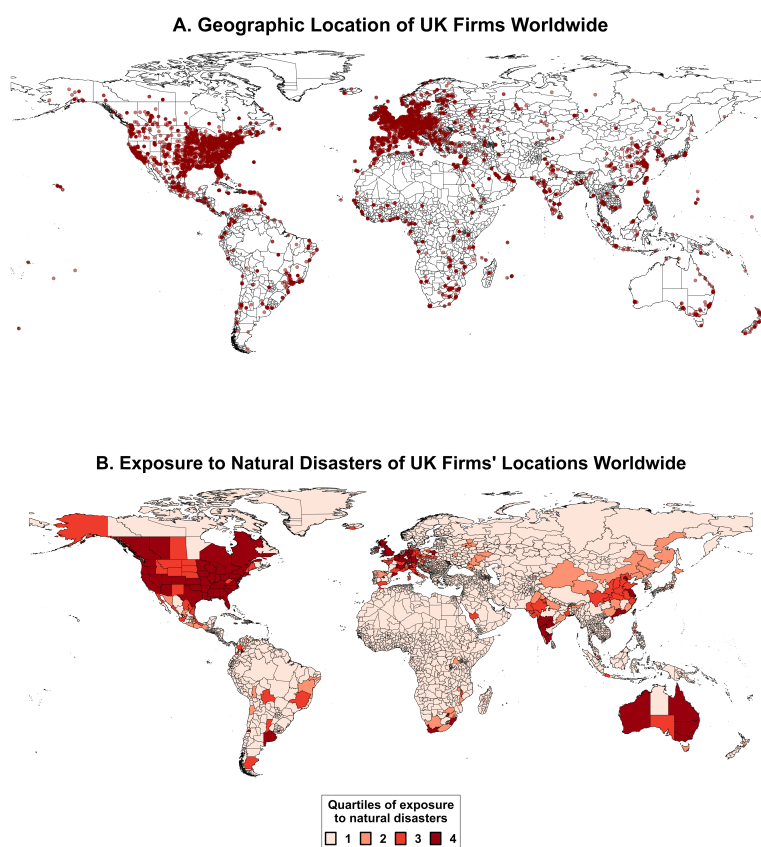 A. Geographic Location of UK Firms Worldwide
B. Exposure to Natural Disasters of UK Firms' Locations Worldwide
Quartiles of exposure
to natural disasters
1 2 3 4